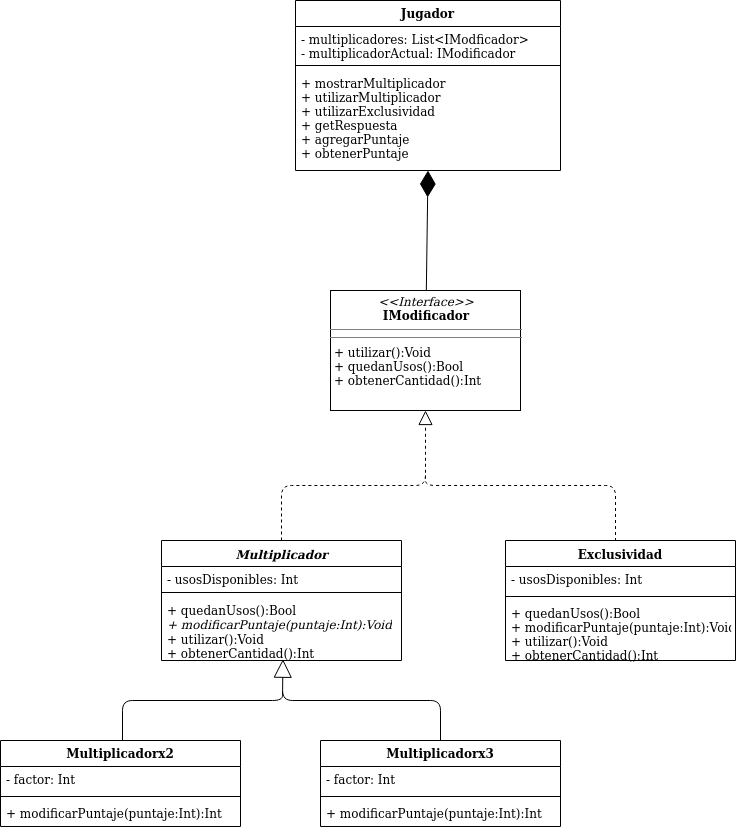 Jugador
- multiplicadores: List<IModficador>
- multiplicadorActual: IModificador
+ mostrarMultiplicador
+ utilizarMultiplicador
+ utilizarExclusividad
+ getRespuesta
+ agregarPuntaje
+ obtenerPuntaje
<<Interface>>
IModificador
+ utilizar():Void
+ quedanUsos():Bool
+ obtenerCantidad():Int
Multiplicador
- usosDisponibles: Int
+ quedanUsos():Bool
+ modificarPuntaje(puntaje:Int):Void
+ utilizar():Void
+ obtenerCantidad():Int
Exclusividad
- usosDisponibles: Int
+ quedanUsos():Bool
+ modificarPuntaje(puntaje:Int):Void
+ utilizar():Void
+ obtenerCantidad():Int
Multiplicadorx2
- factor: Int
+ modificarPuntaje(puntaje:Int):Int
Multiplicadorx3
- factor: Int
+ modificarPuntaje(puntaje:Int):Int